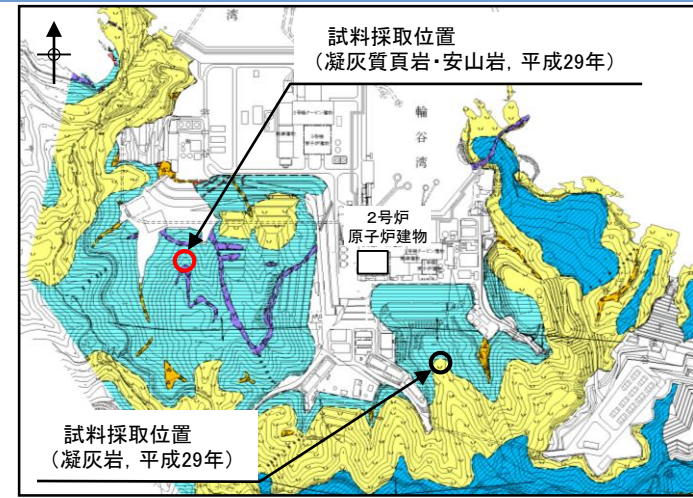 試料採取位置
（凝灰質頁岩・安山岩，平成29年）
輪
谷
湾
湾
2号炉
原子炉建物
試料採取位置
（凝灰岩，平成29年）